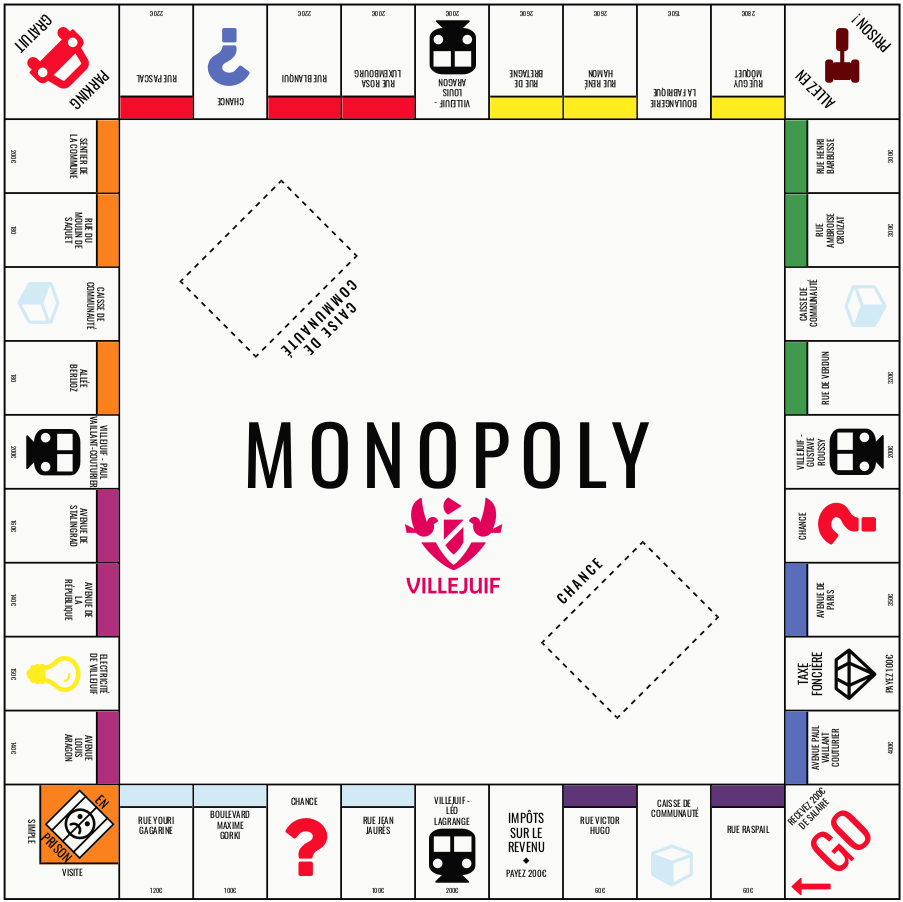 GRATUIT
PARKING
220€
RUE PASCAL
CHANCE
220€
RUE BLANQUI
200€
RUE ROSA
LUXEMBOURG
200€
VILLEJUIF -
LOUIS
ARAGON
260€
RUE DE
BRETAGNE
260€
RUE RENÉ
HAMON
150€
BOULANGERIE
LA FABRIQUE
280€
RUE GUY
MÔQUET
ALLEZ EN
PRISON !
200€
SENTIER DE
LA COMMUNE
180
RUE DU
MOULIN DE
SAQUET
CAISSE DE
COMMUNAUTÉ
180
ALLÉE
BERLIOZ
200€
VILLEJUIF - PAUL
VAILLANT-COUTURIER
160€
AVENUE DE
STALINGRAD
140€
AVENUE DE
LA
RÉPUBLIQUE
150€
ELECTRICITÉ
DE VILLEJUIF
140€
AVENUE
LOUIS
ARAGON
RUE HENRI
BARBUSSE
300€
RUE
AMBROISE
CROIZAT
300€
CAISSE DE
COMMUNAUTÉ
RUE DE VERDUN
320€
VILLEJUIF -
GUSTAVE
ROUSSY
200€
CHANCE
AVENUE DE
PARIS
350€
TAXE
FONCIÈRE
PAYEZ 100€
AVENUE PAUL
VAILLANT
COUTURIER
400€
CAISE DE
COMMUNAUTÉ
MONOPOLY
VILLEJUIF
CHANCE
EN
PRISON
SIMPLE
VISITE
RUE YOURI
GAGARINE
120€
BOULEVARD
MAXIME
GORKI
100€
CHANCE
RUE JEAN
JAURÈS
100€
VILLEJUIF -
LÉO
LAGRANGE
200€
IMPÔTS
SUR LE
REVENU
PAYEZ 200€
RUE VICTOR
HUGO
60€
CAISSE DE
COMMUNAUTÉ
RUE RASPAIL
60€
RECEVEZ 200€
DE SALAIRE
GO